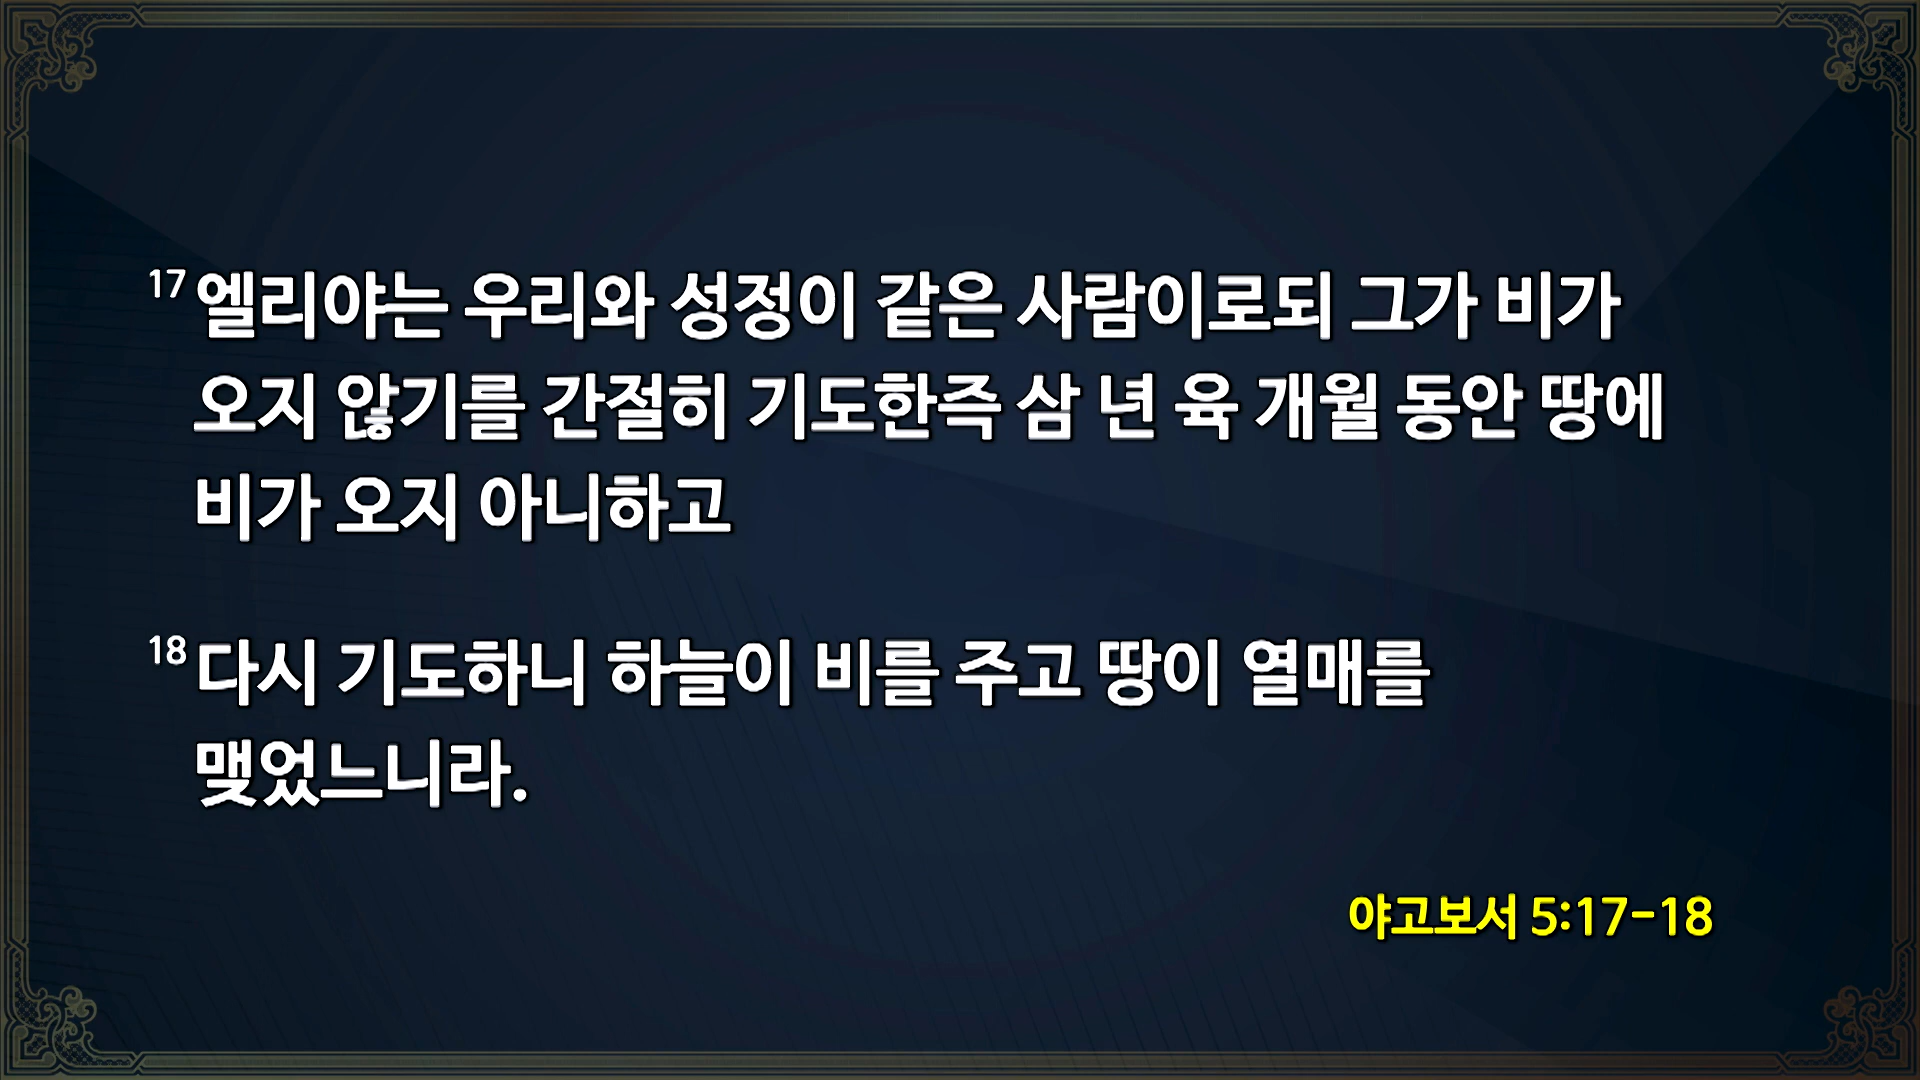 17 엘리야는 우리와 성정이 같은 사람이로되 그가 비가
오지 않기를 간절히 기도한즉 삼 년 육 개월 동안 땅에
비가 오지 아니하고
18 다시 기도하니 하늘이 비를 주고 땅이 열매를
맺었느니라.
야고보서 5:17-18